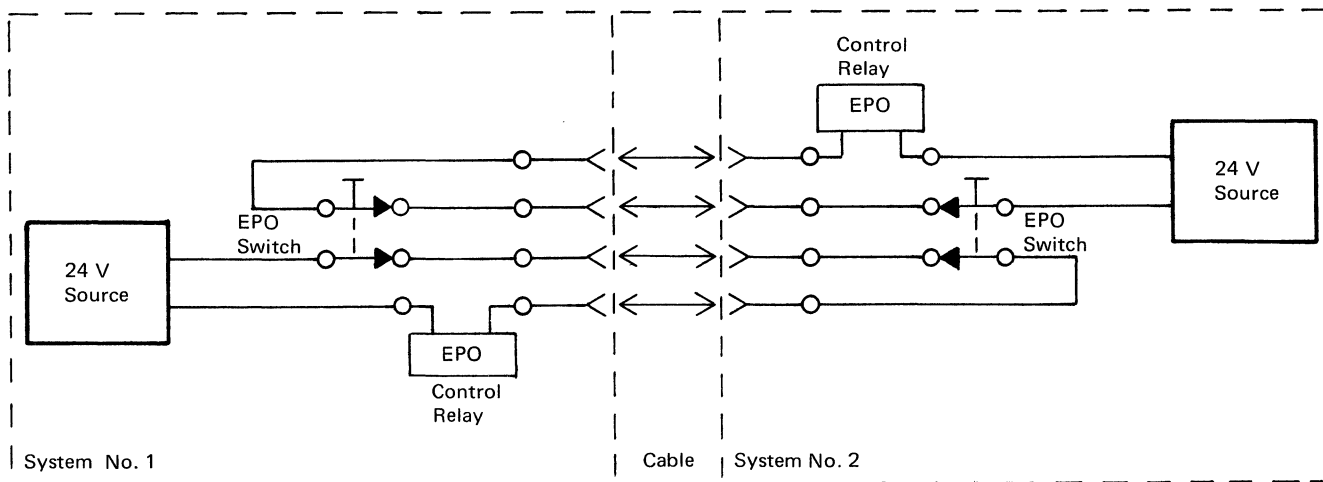 Control
Relay
EPO
24 V
Source
EPO
Switch
EPO
Switch
24 V
Source
EPO
Control
Relay
System No. 1
Cable
System No. 2